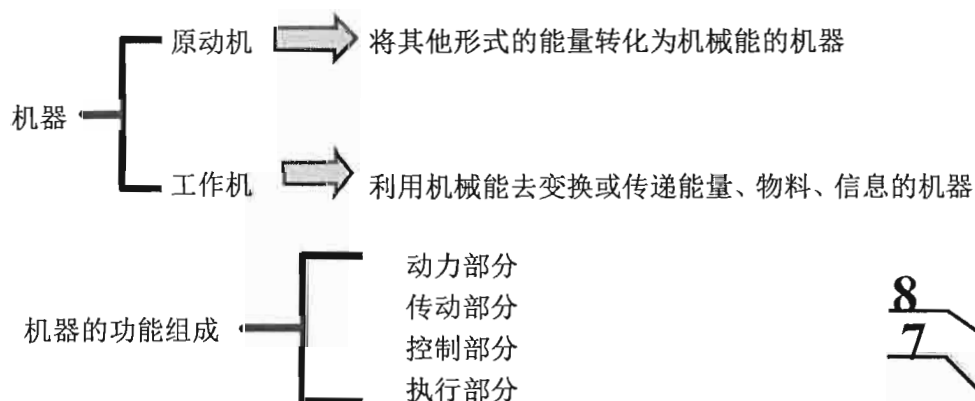 原动机 将其他形式的能量转化为机械能的机器
机器
工作机 利用机械能去变换或传递能量、物料、信息的机器
动力部分
传动部分
机器的功能组成
控制部分
执行部分
8
7